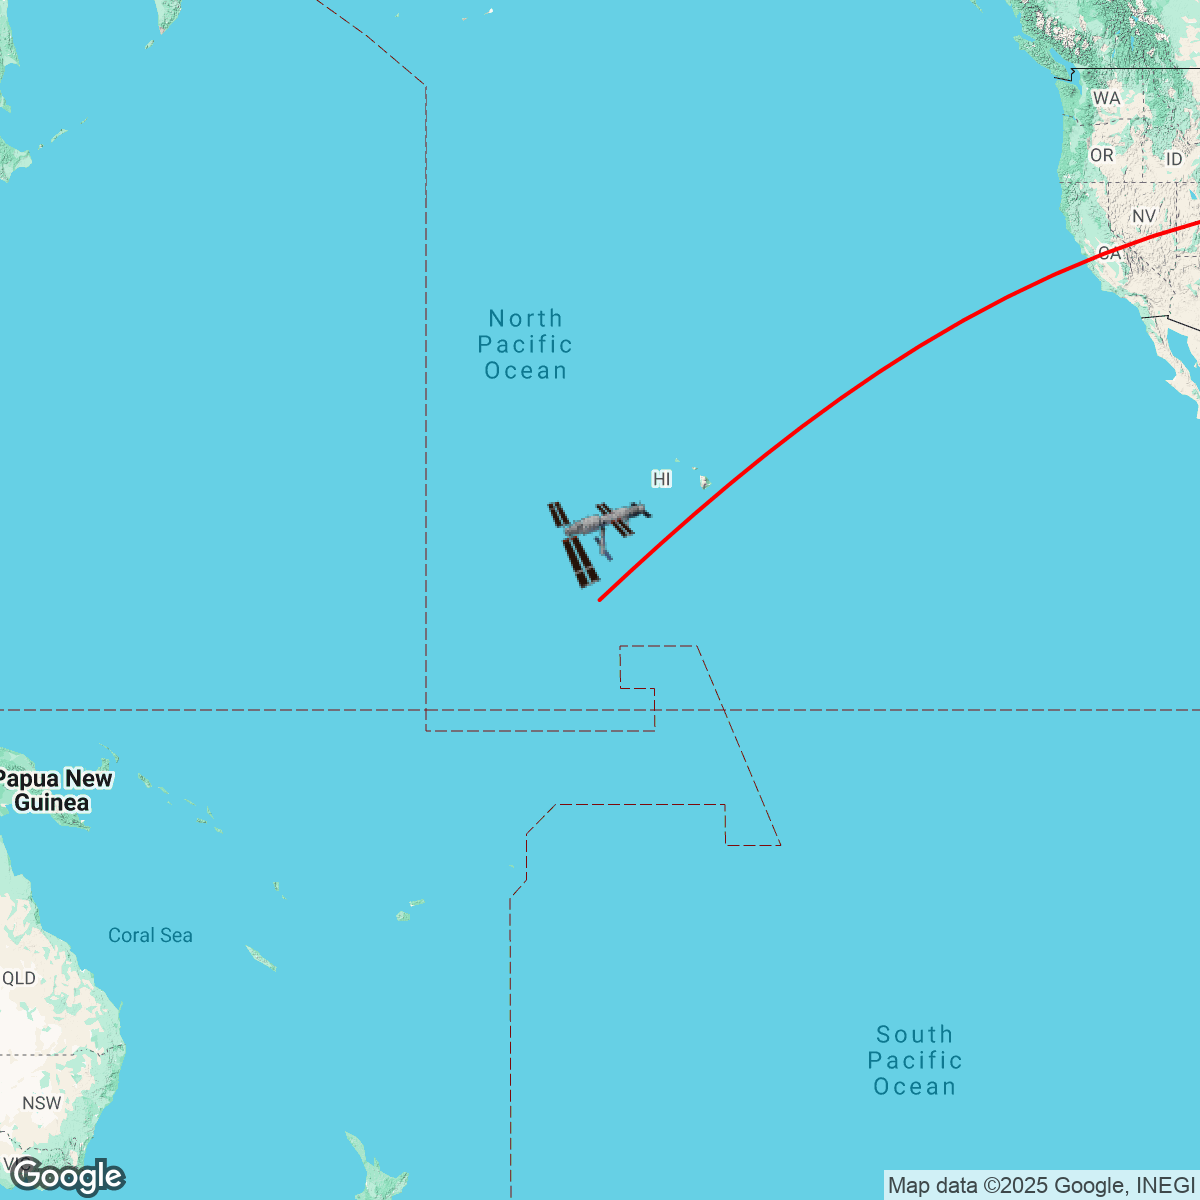 WA
OR
ID
NV
CA
North
Pacific
Ocean
HI
Papua New
Guinea
Coral Sea
QLD
South
Pacific
Ocean
NSW
Google
Map data ©2025 Google, INEGI